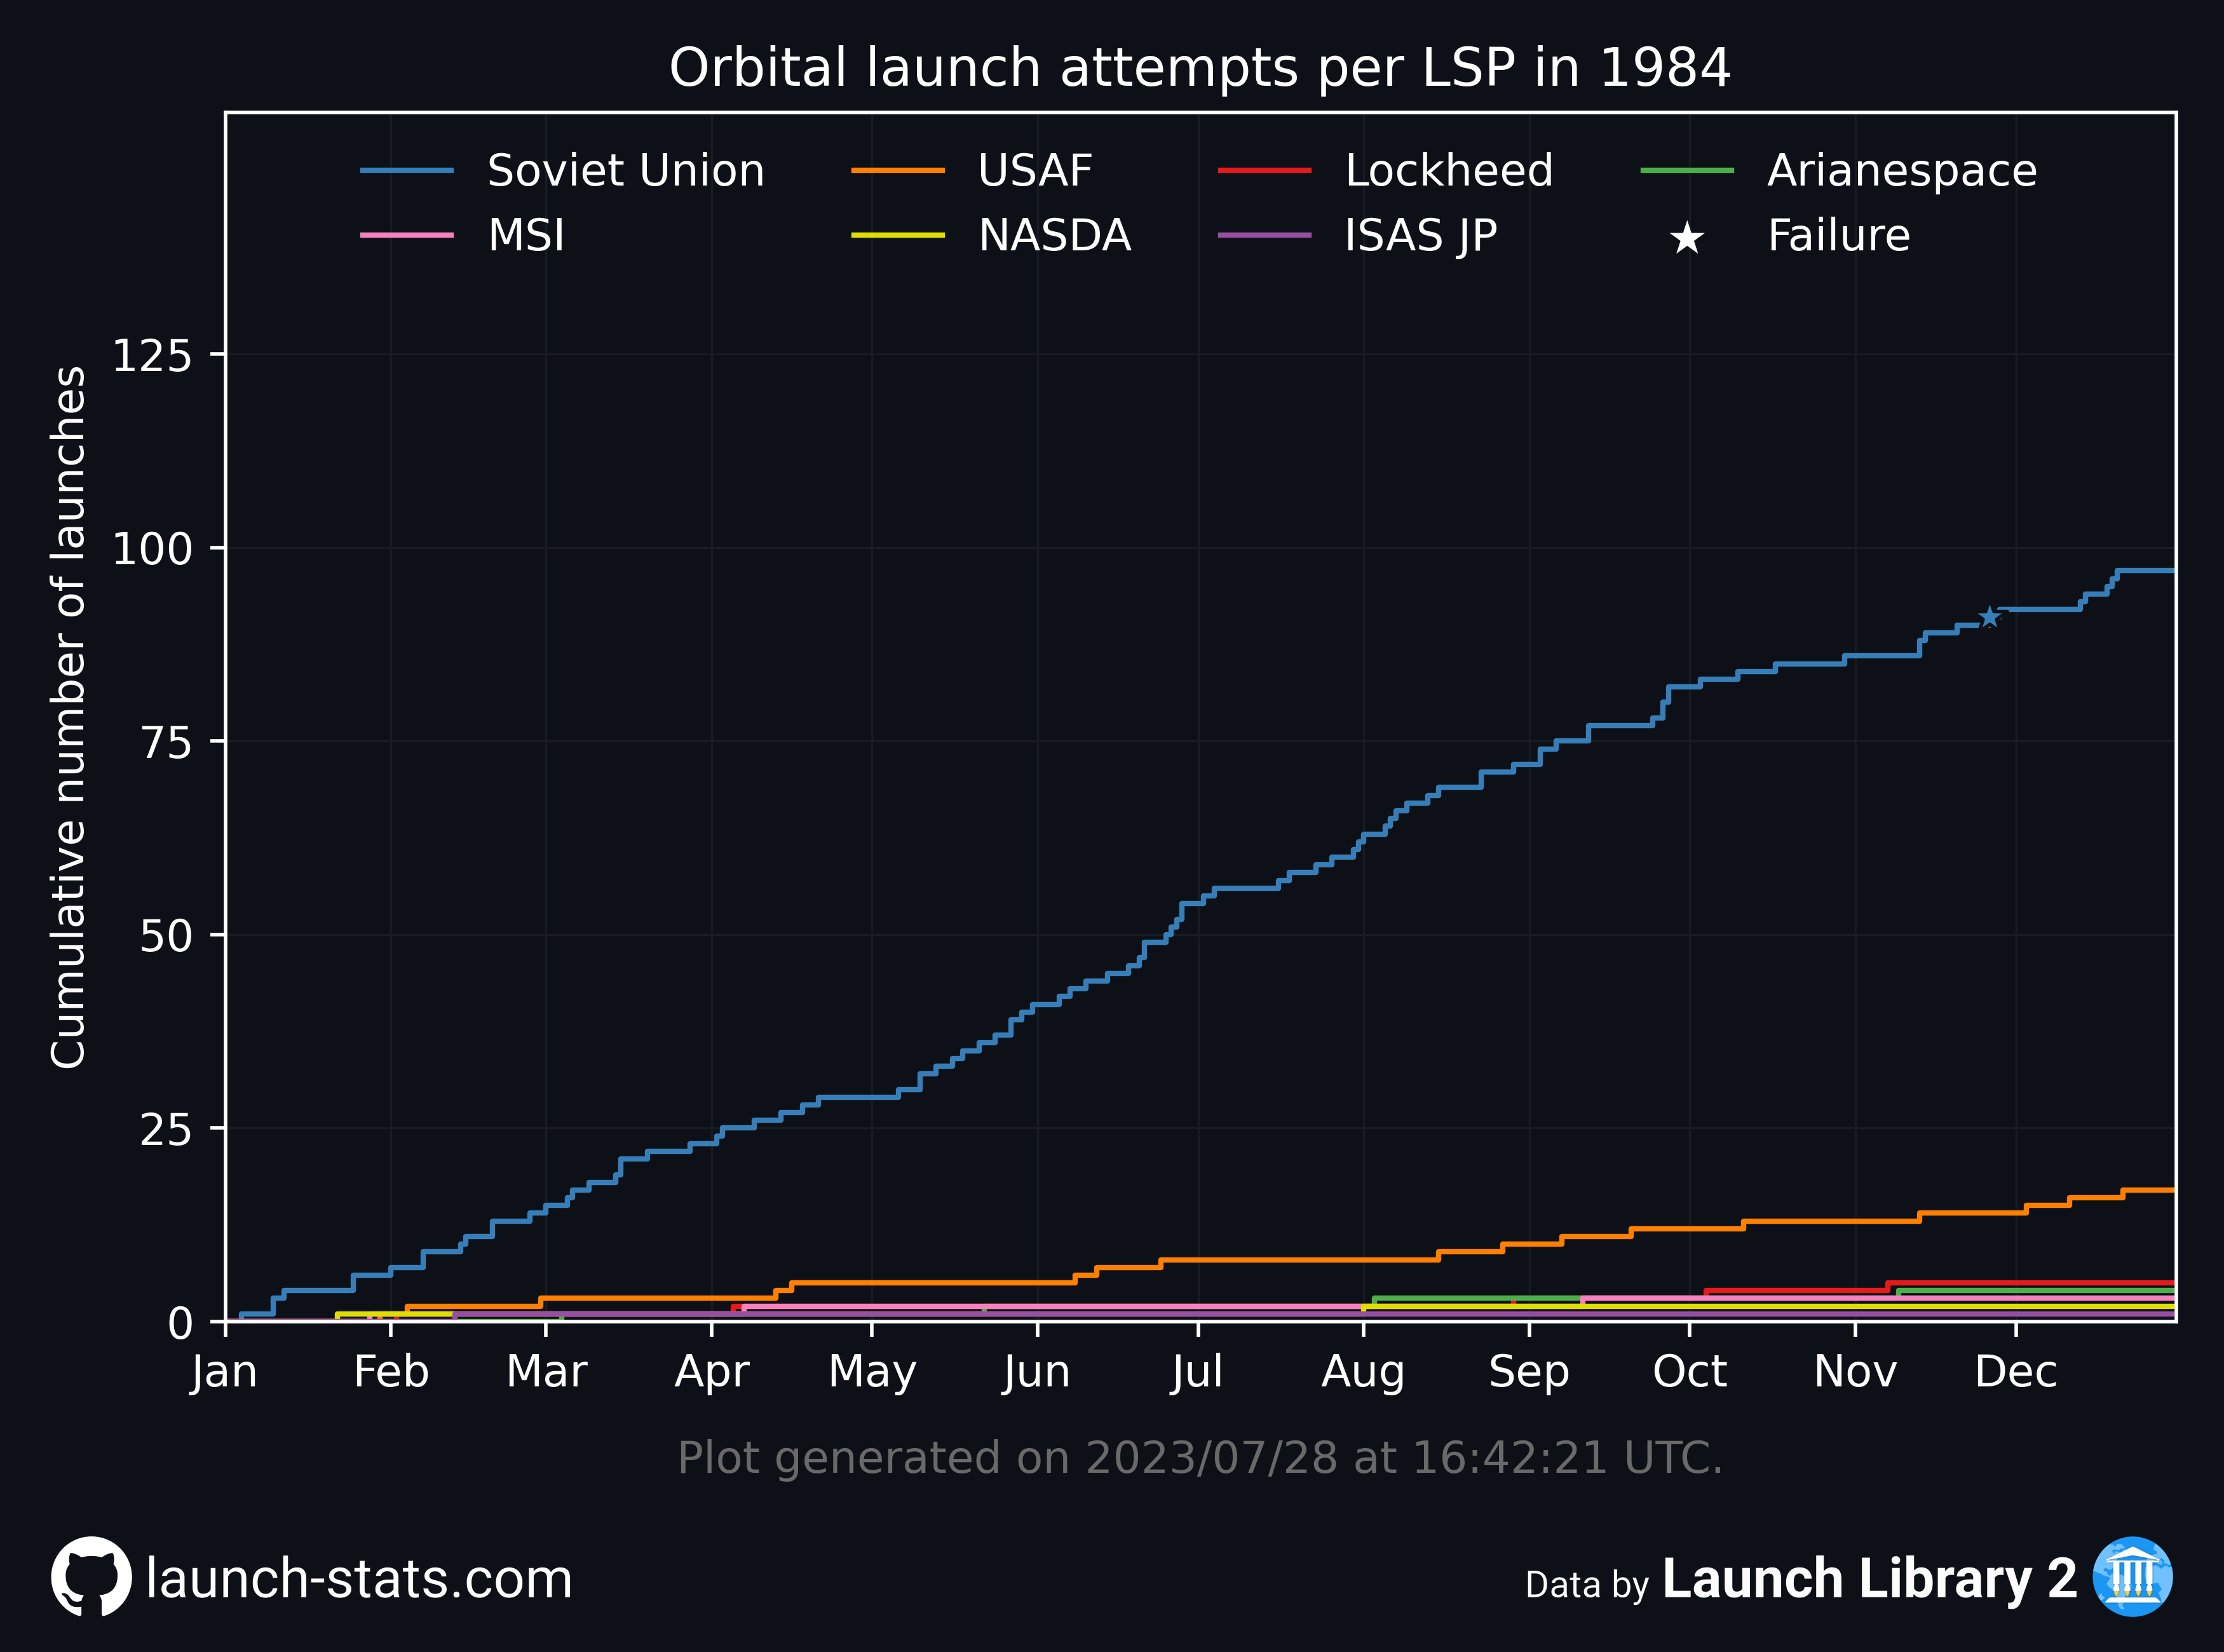 Orbital launch attempts per LSP in 1984
Soviet Union USAF Lockheed Arianespace
MSI NASDA ISAS JP Failure
Cumulative number of launches
125
100
75
50
25
0
Jan Feb Mar Apr May Jun Jul Aug Sep Oct Nov Dec
Plot generated on 2023/07/28 at 16:42:21 UTC.
launch-stats.com
Data by Launch Library 2